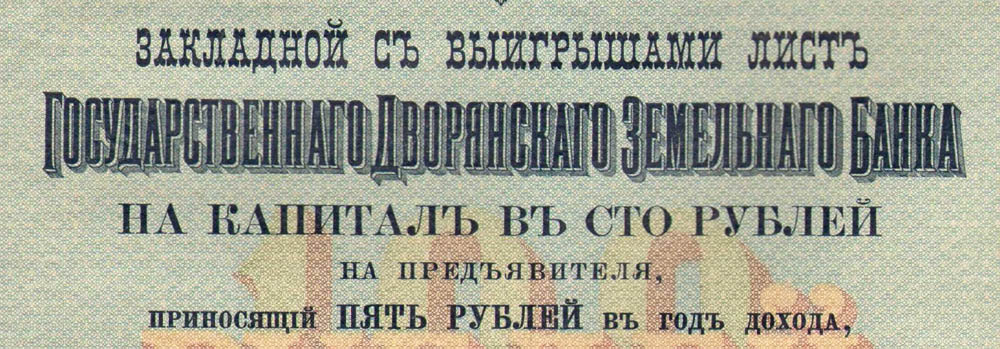 ЗАКЛАДНОЙ СЪ ВЫИГРЫШАМИ ЛИСТЪ
ГОСУДАРСТВЕННАГО ДВОРЯНСКАГО ЗЕМЕЛЬНАГО БАНКА
НА КАПИТАЛЪ ВЪ СТО РУБЛЕЙ
НА ПРЕДЪЯВИТЕЛЯ,
ПРИНОСЯЩІЙ ПЯТЬ РУБЛЕЙ ВЪ ГОДЪ ДОХОДА,
100